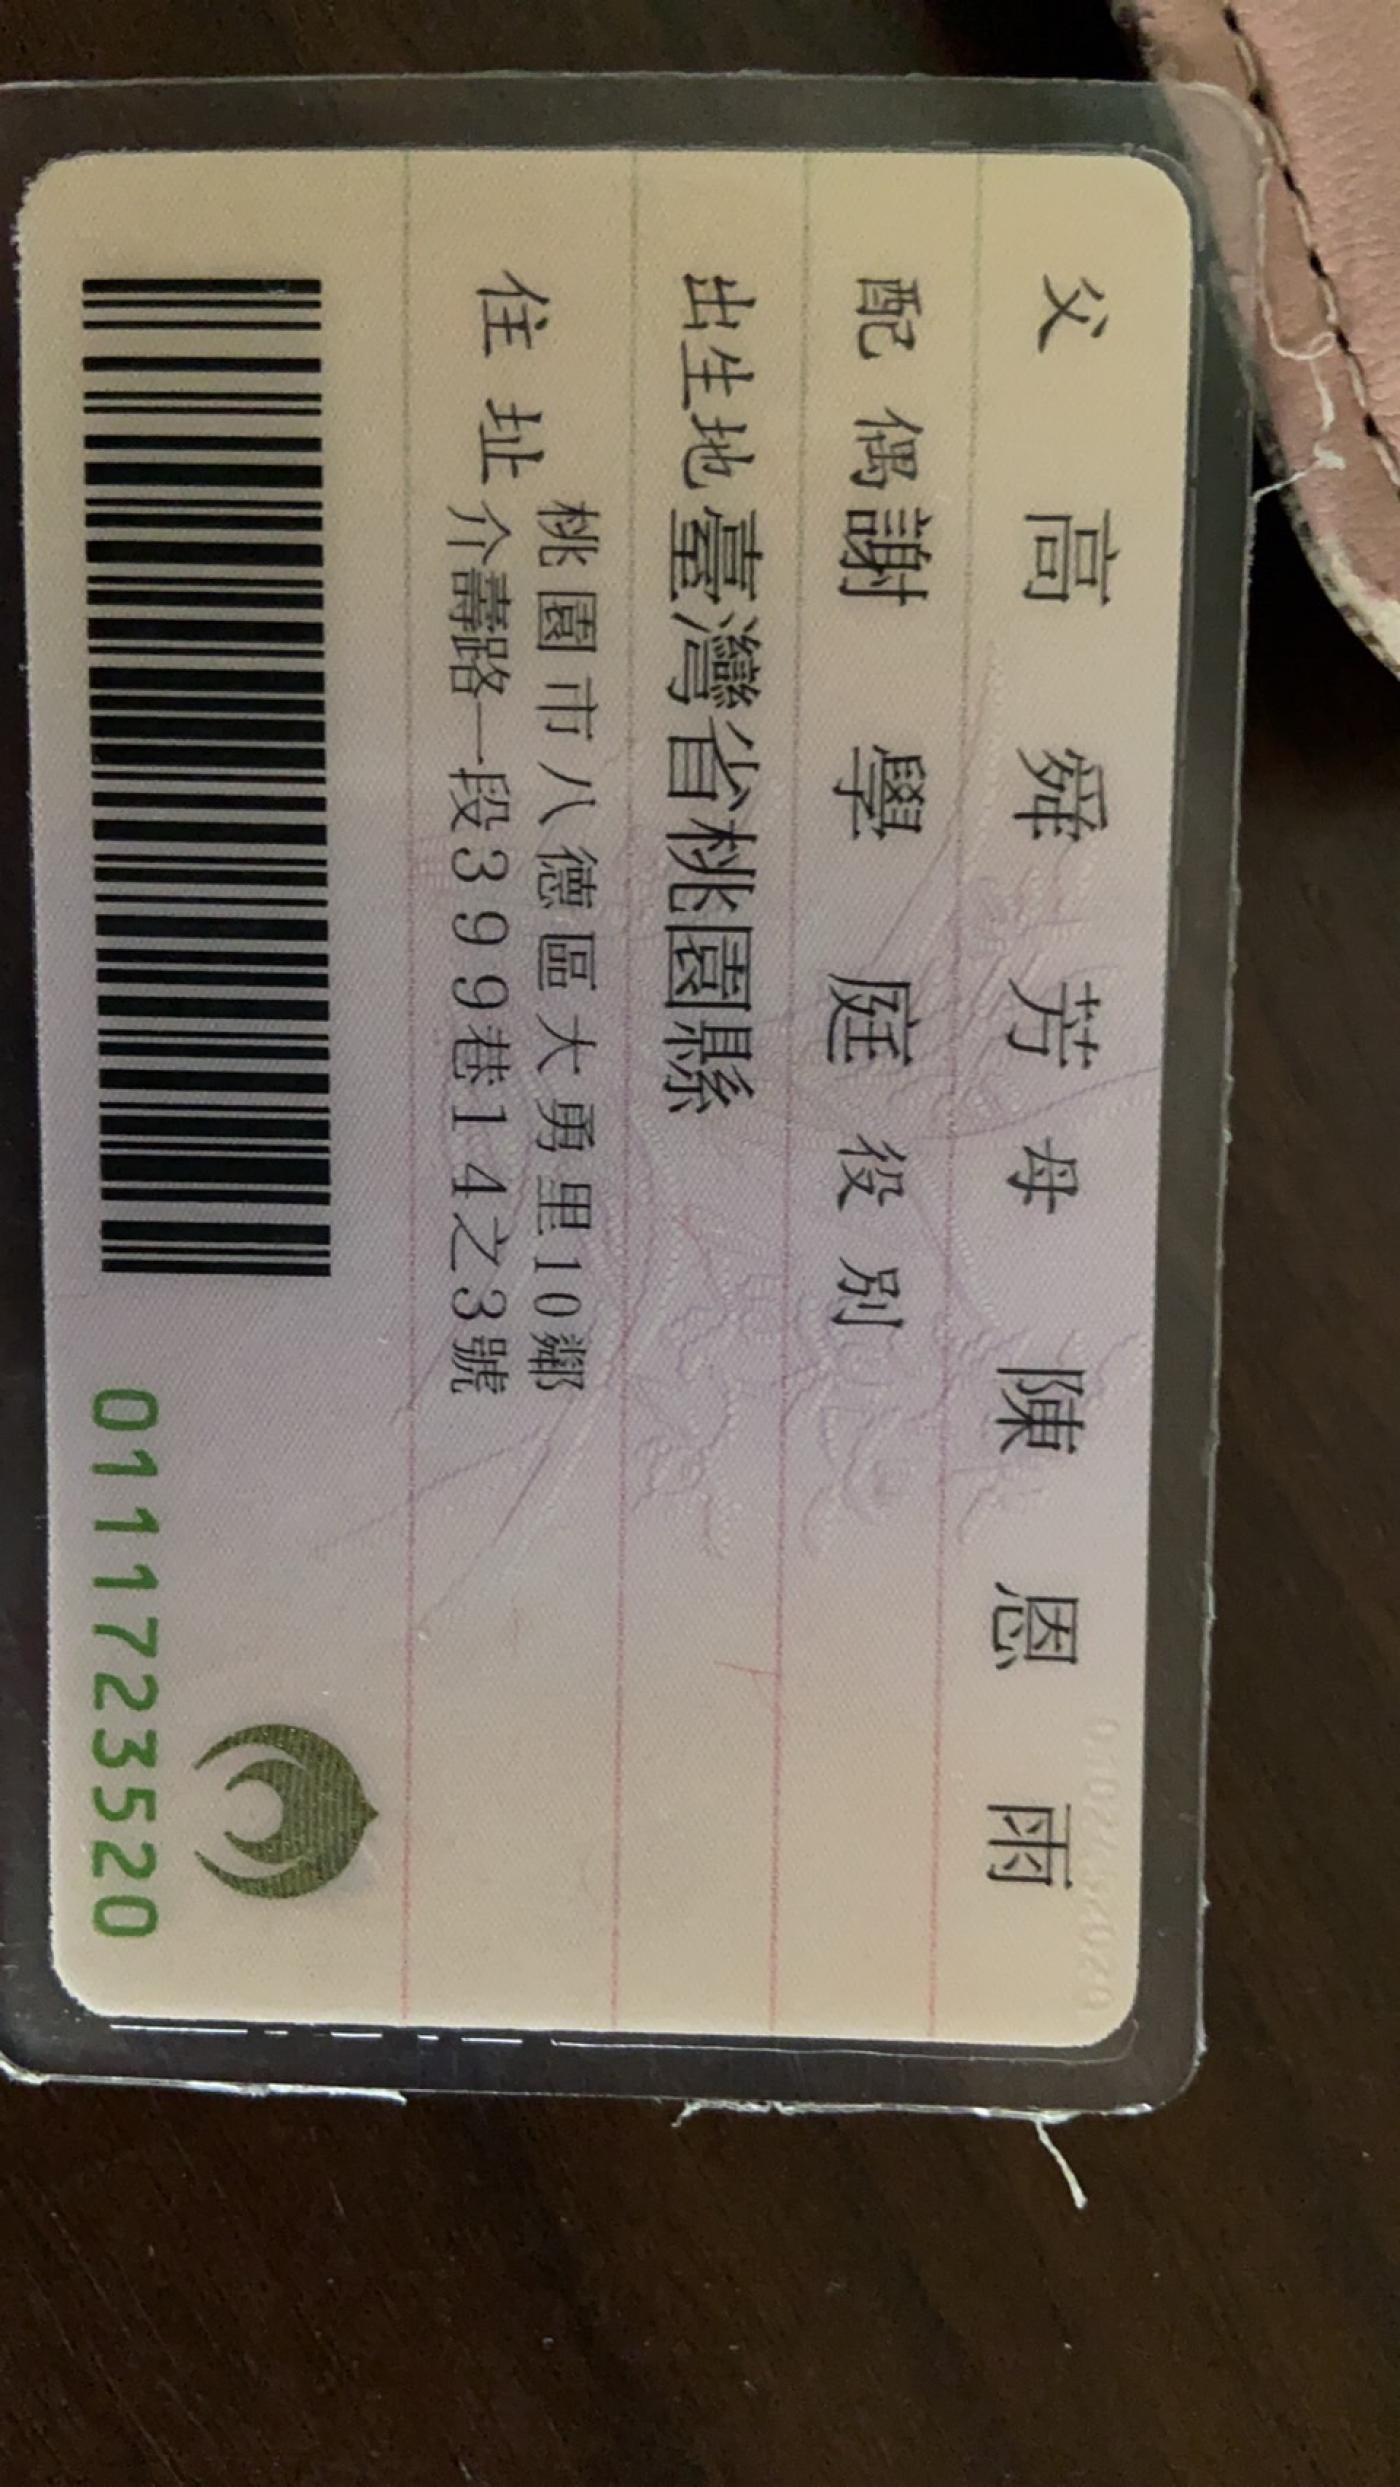 父 高舜芳 母 陳恩雨
配偶 謝學庭 役別
出生地 臺灣省桃園縣
住址 桃園市八德區大勇里10鄰
介壽路一段399巷14之3號
0111723520